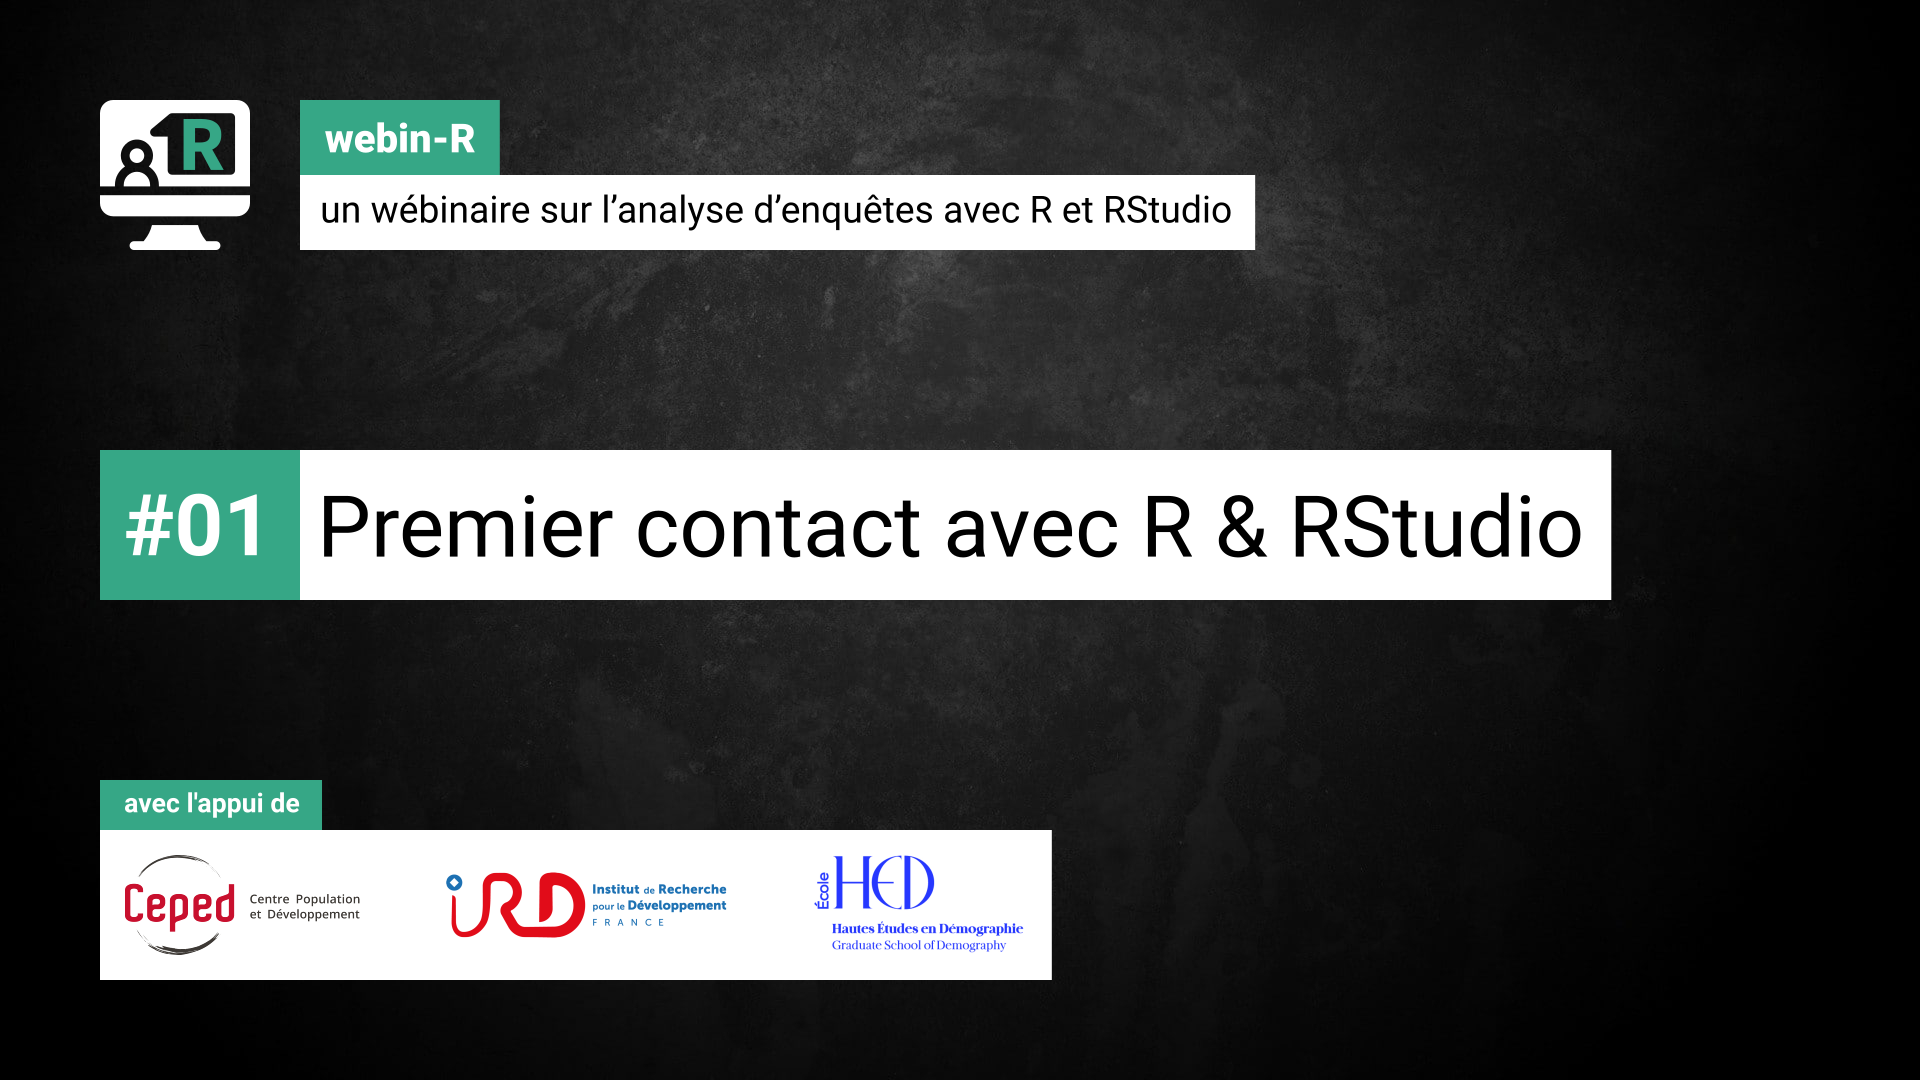 R
webin-R
un wébinaire sur l’analyse d’enquêtes avec R et RStudio
#01 Premier contact avec R & RStudio
avec l'appui de
Ceped
Centre Population
et Développement
iRD
Institut de Recherche
pour le Développement
FRANCE
École
HED
Hautes Études en Démographie
Graduate School of Demography